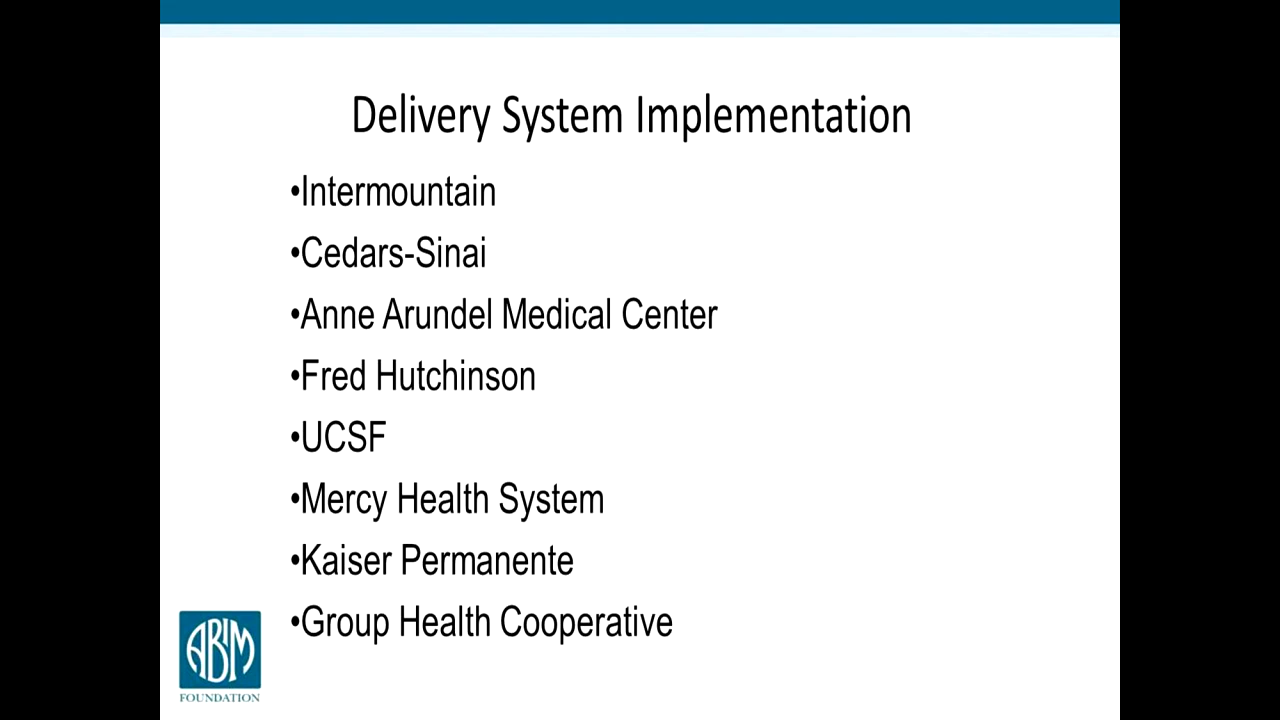 Delivery System Implementation
•Intermountain
•Cedars-Sinai
•Anne Arundel Medical Center
•Fred Hutchinson
•UCSF
•Mercy Health System
•Kaiser Permanente
•Group Health Cooperative
ABIM
FOUNDATION